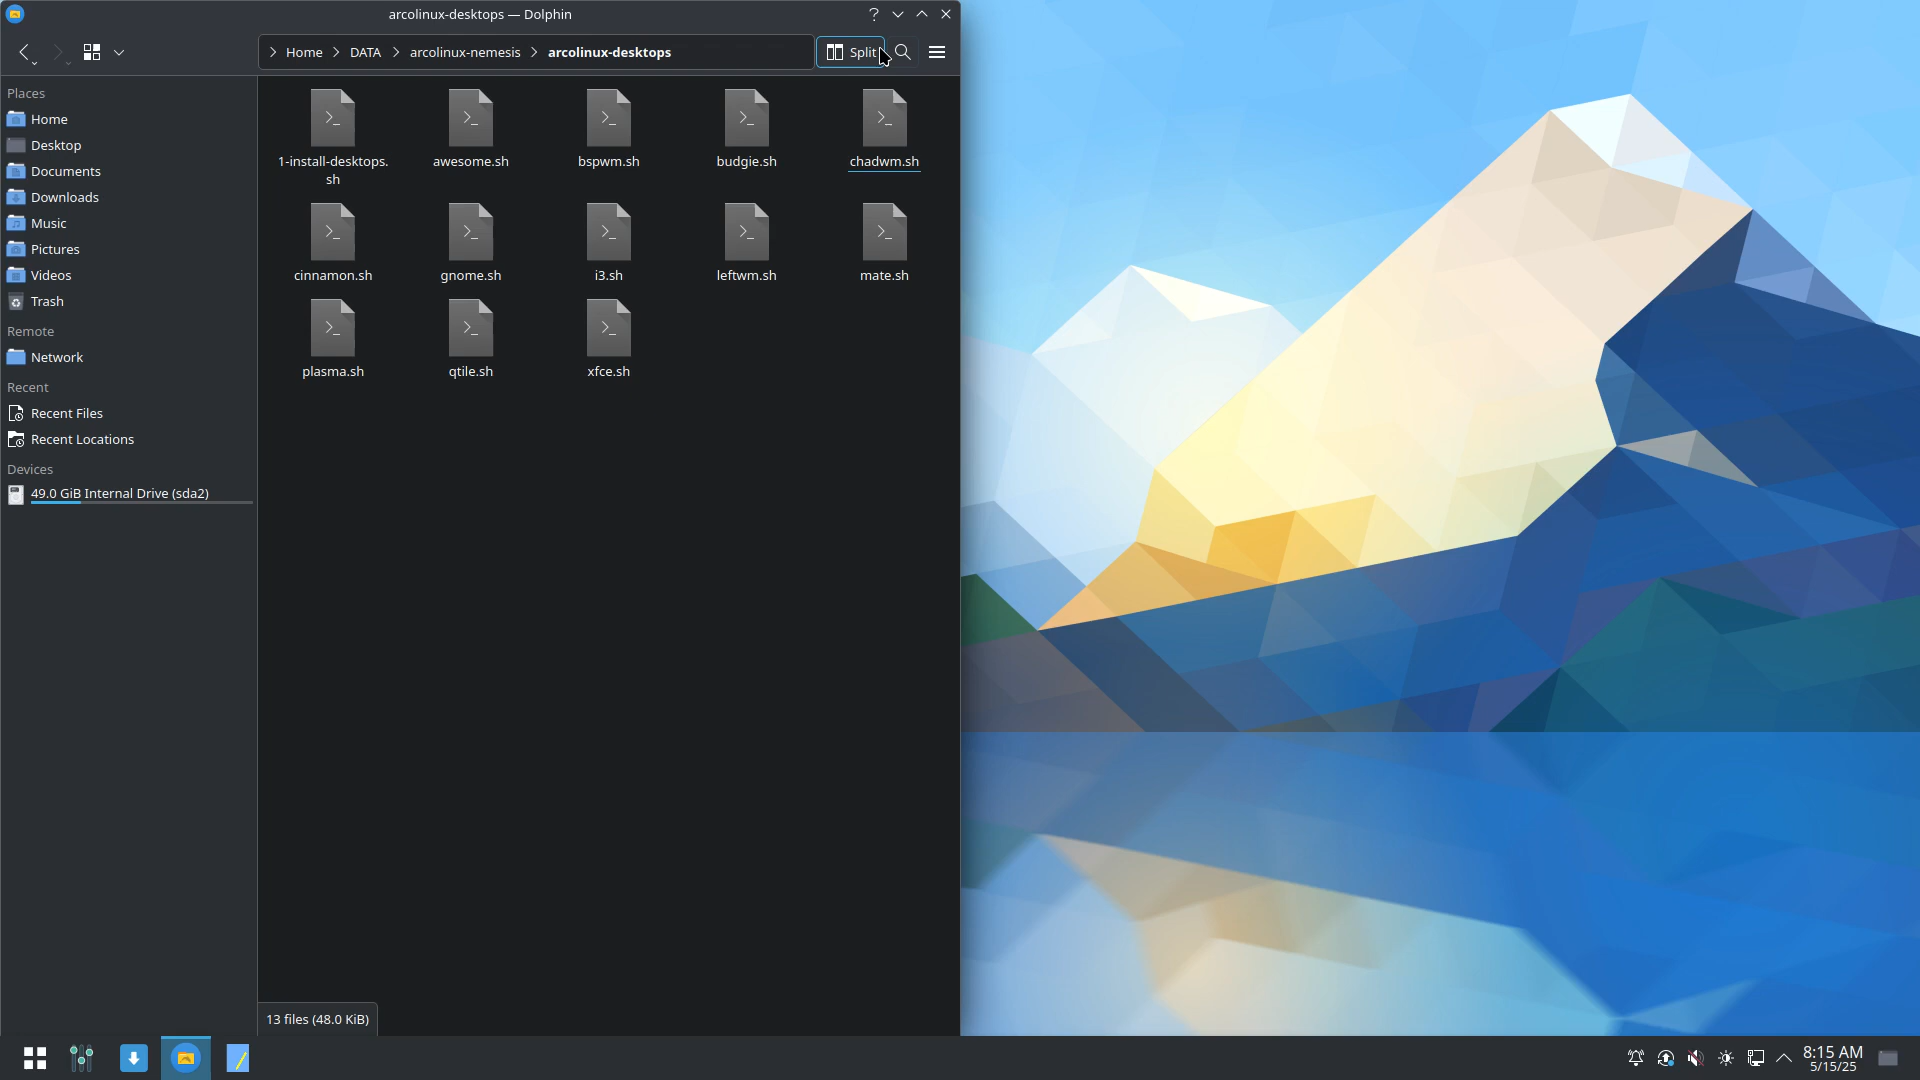 arcolinux-desktops — Dolphin
Home DATA arcolinux-nemesis arcolinux-desktops
Split
Places
Home
Desktop
Documents
Downloads
Music
Pictures
Videos
Trash
Remote
Network
Recent
Recent Files
Recent Locations
Devices
49.0 GiB Internal Drive (sda2)
1-install-desktops.
sh
awesome.sh
bspwm.sh
budgie.sh
chadwm.sh
cinnamon.sh
gnome.sh
i3.sh
leftwm.sh
mate.sh
plasma.sh
qtile.sh
xfce.sh
13 files (48.0 KiB)
8:15 AM
5/15/25